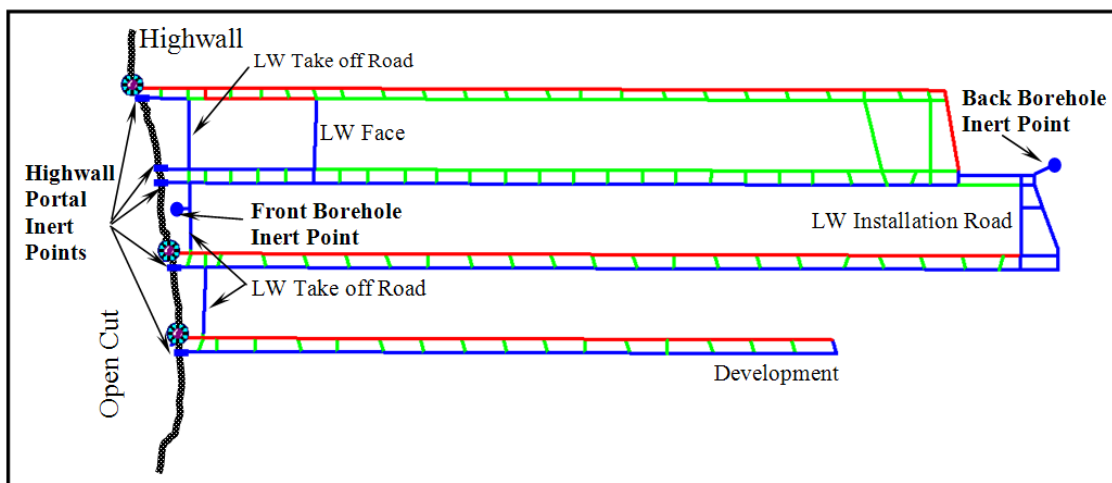 Highwall
LW Take off Road
LW Face
Back Borehole
Inert Point
Highwall
Portal
Inert
Points
Front Borehole
Inert Point
LW Installation Road
LW Take off Road
Open Cut
Development